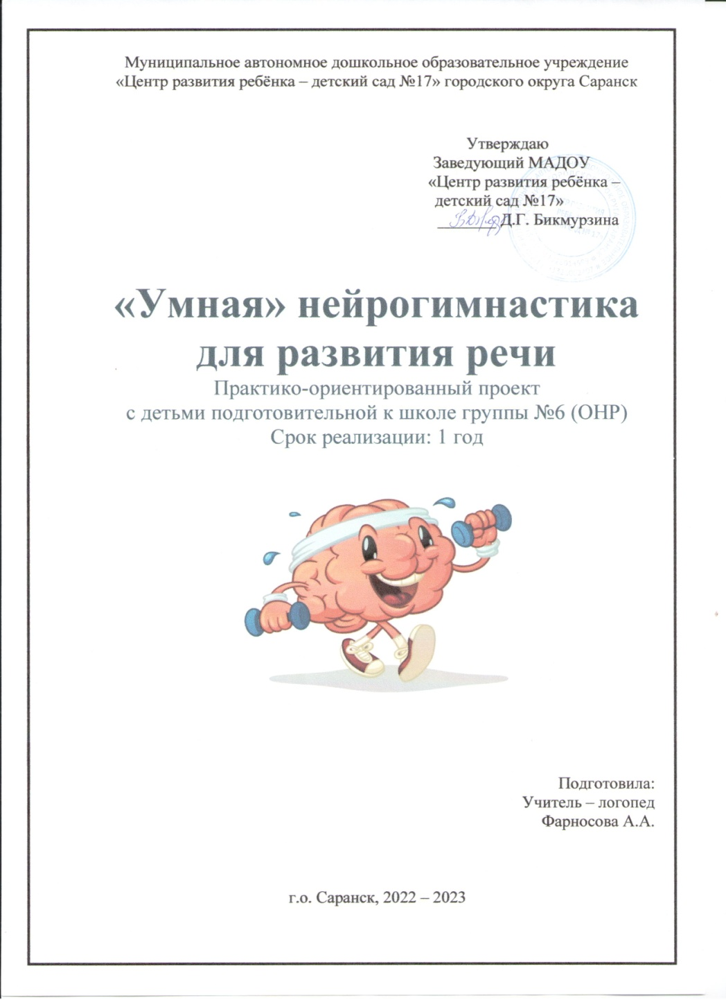 Муниципальное автономное дошкольное образовательное учреждение
«Центр развития ребёнка – детский сад №17» городского округа Саранск
Утверждаю
Заведующий МАДОУ
«Центр развития ребёнка –
детский сад №17»
_______Д.Г. Бикмурзина
«Умная» нейрогимнастика
для развития речи
Практико-ориентированный проект
с детьми подготовительной к школе группы №6 (ОНР)
Срок реализации: 1 год
Подготовила:
Учитель – логопед
Фарносова А.А.
г.о. Саранск, 2022 – 2023